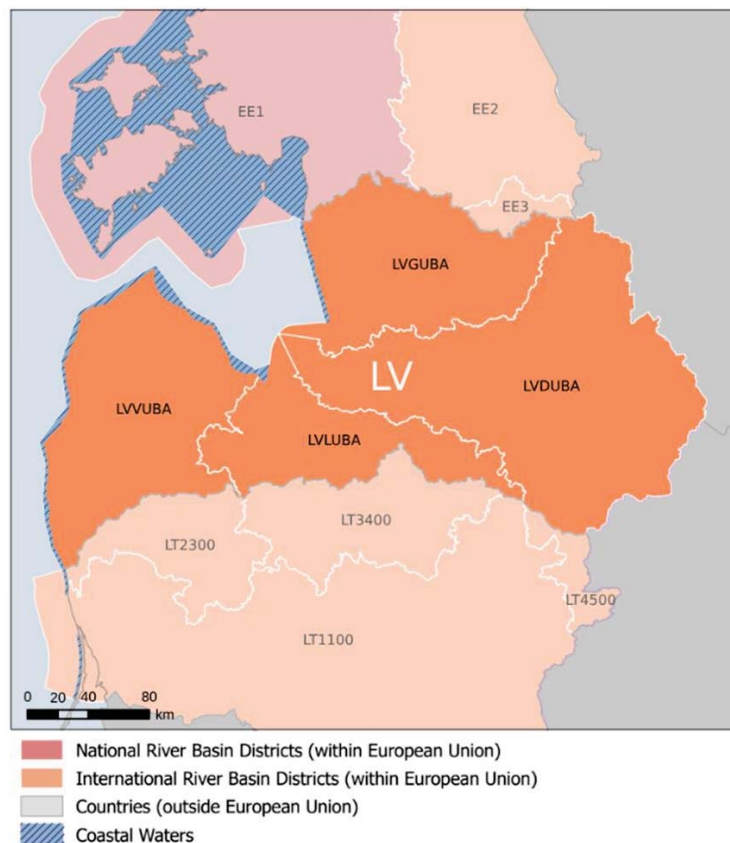 EE1
EE2
EE3
LVGUBA
LV
LVDUBA
LVVUBA
LVLUBA
LT3400
LT2300
LT4500
LT1100
0 20 40 80
km
National River Basin Districts (within European Union)
International River Basin Districts (within European Union)
Countries (outside European Union)
Coastal Waters